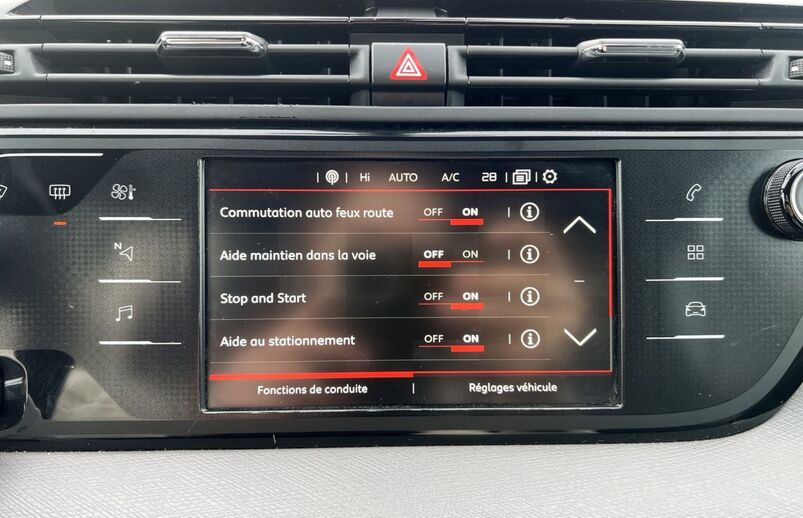 Hi AUTO A/C 28
Commutation auto feux route OFF ON
Aide maintien dans la voie OFF ON
N
Stop and Start OFF ON
Aide au stationnement OFF ON
Fonctions de conduite Réglages véhicule